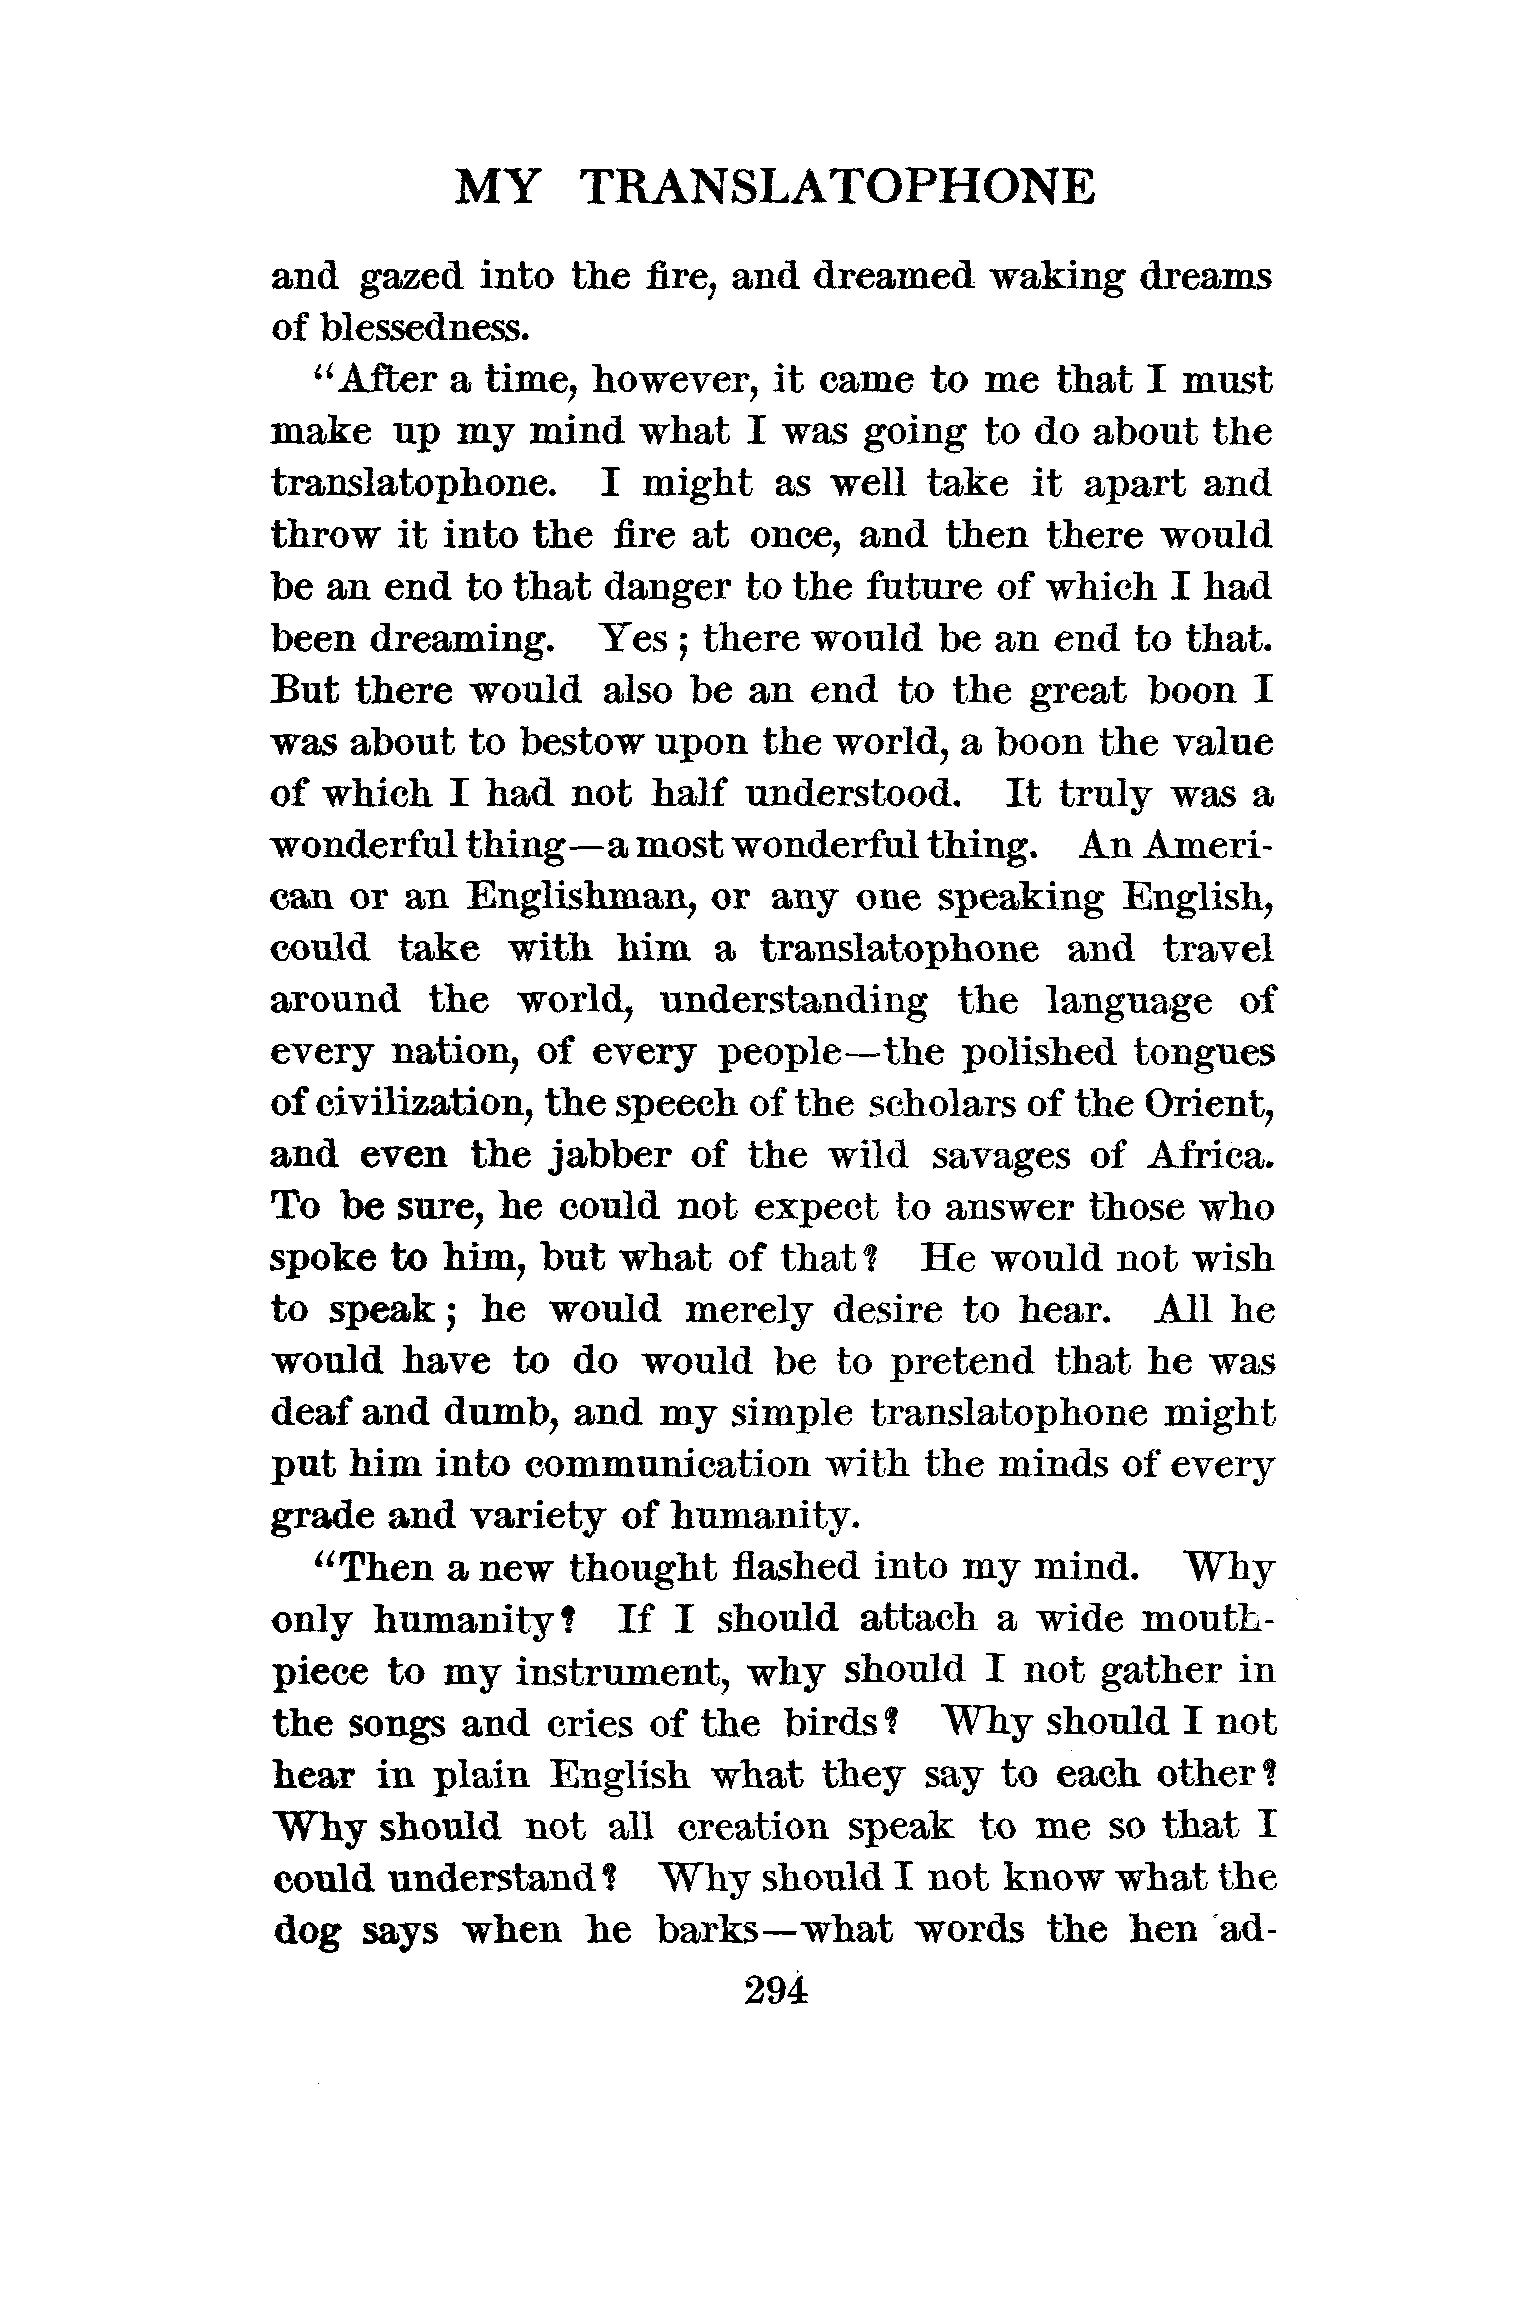 MY TRANSLATOPHONE
and gazed into the fire, and dreamed waking dreams
of blessedness.
“After a time, however, it came to me that I must
make up my mind what I was going to do about the
translatophone. I might as well take it apart and
throw it into the fire at once, and then there would
be an end to that danger to the future of which I had
been dreaming. Yes; there would be an end to that.
But there would also be an end to the great boon I
was about to bestow upon the world, a boon the value
of which I had not half understood. It truly was a
wonderful thing—a most wonderful thing. An Ameri-
can or an Englishman, or any one speaking English,
could take with him a translatophone and travel
around the world, understanding the language of
every nation, of every people—the polished tongues
of civilization, the speech of the scholars of the Orient,
and even the jabber of the wild savages of Africa.
To be sure, he could not expect to answer those who
spoke to him, but what of that? He would not wish
to speak; he would merely desire to hear. All he
would have to do would be to pretend that he was
deaf and dumb, and my simple translatophone might
put him into communication with the minds of every
grade and variety of humanity.
“Then a new thought flashed into my mind. Why
only humanity? If I should attach a wide mouth-
piece to my instrument, why should I not gather in
the songs and cries of the birds? Why should I not
hear in plain English what they say to each other?
Why should not all creation speak to me so that I
could understand? Why should I not know what the
dog says when he barks—what words the hen ad-
294